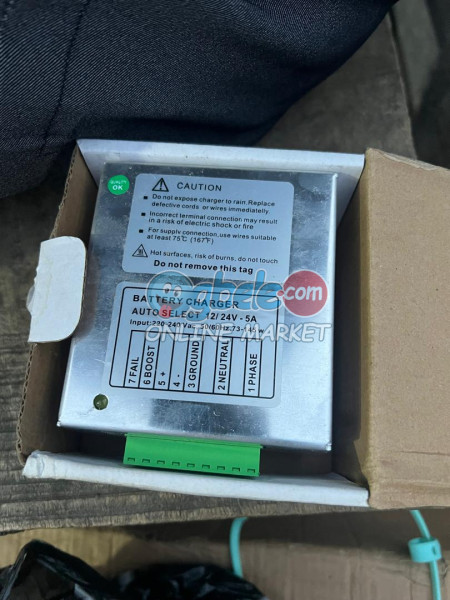 OK
CAUTION
Do not expose charger to rain. Replace
defective cords or wires immediatelly.
Incorrect terminal connection may result
in a risk of electric shock or fire
For supply connection, use wires suitable
at least 75℃ (167℉)
Hot surfaces, risk of burns, do not touch
Do not remove this tag
.com
ONLINE MARKET
BATTERY CHARGER
AUTO SELECT 12/24V - 5A
7 FAIL
6 BOOST
5 +
4 -
3 GROUND
2 NEUTRAL
1 PHASE